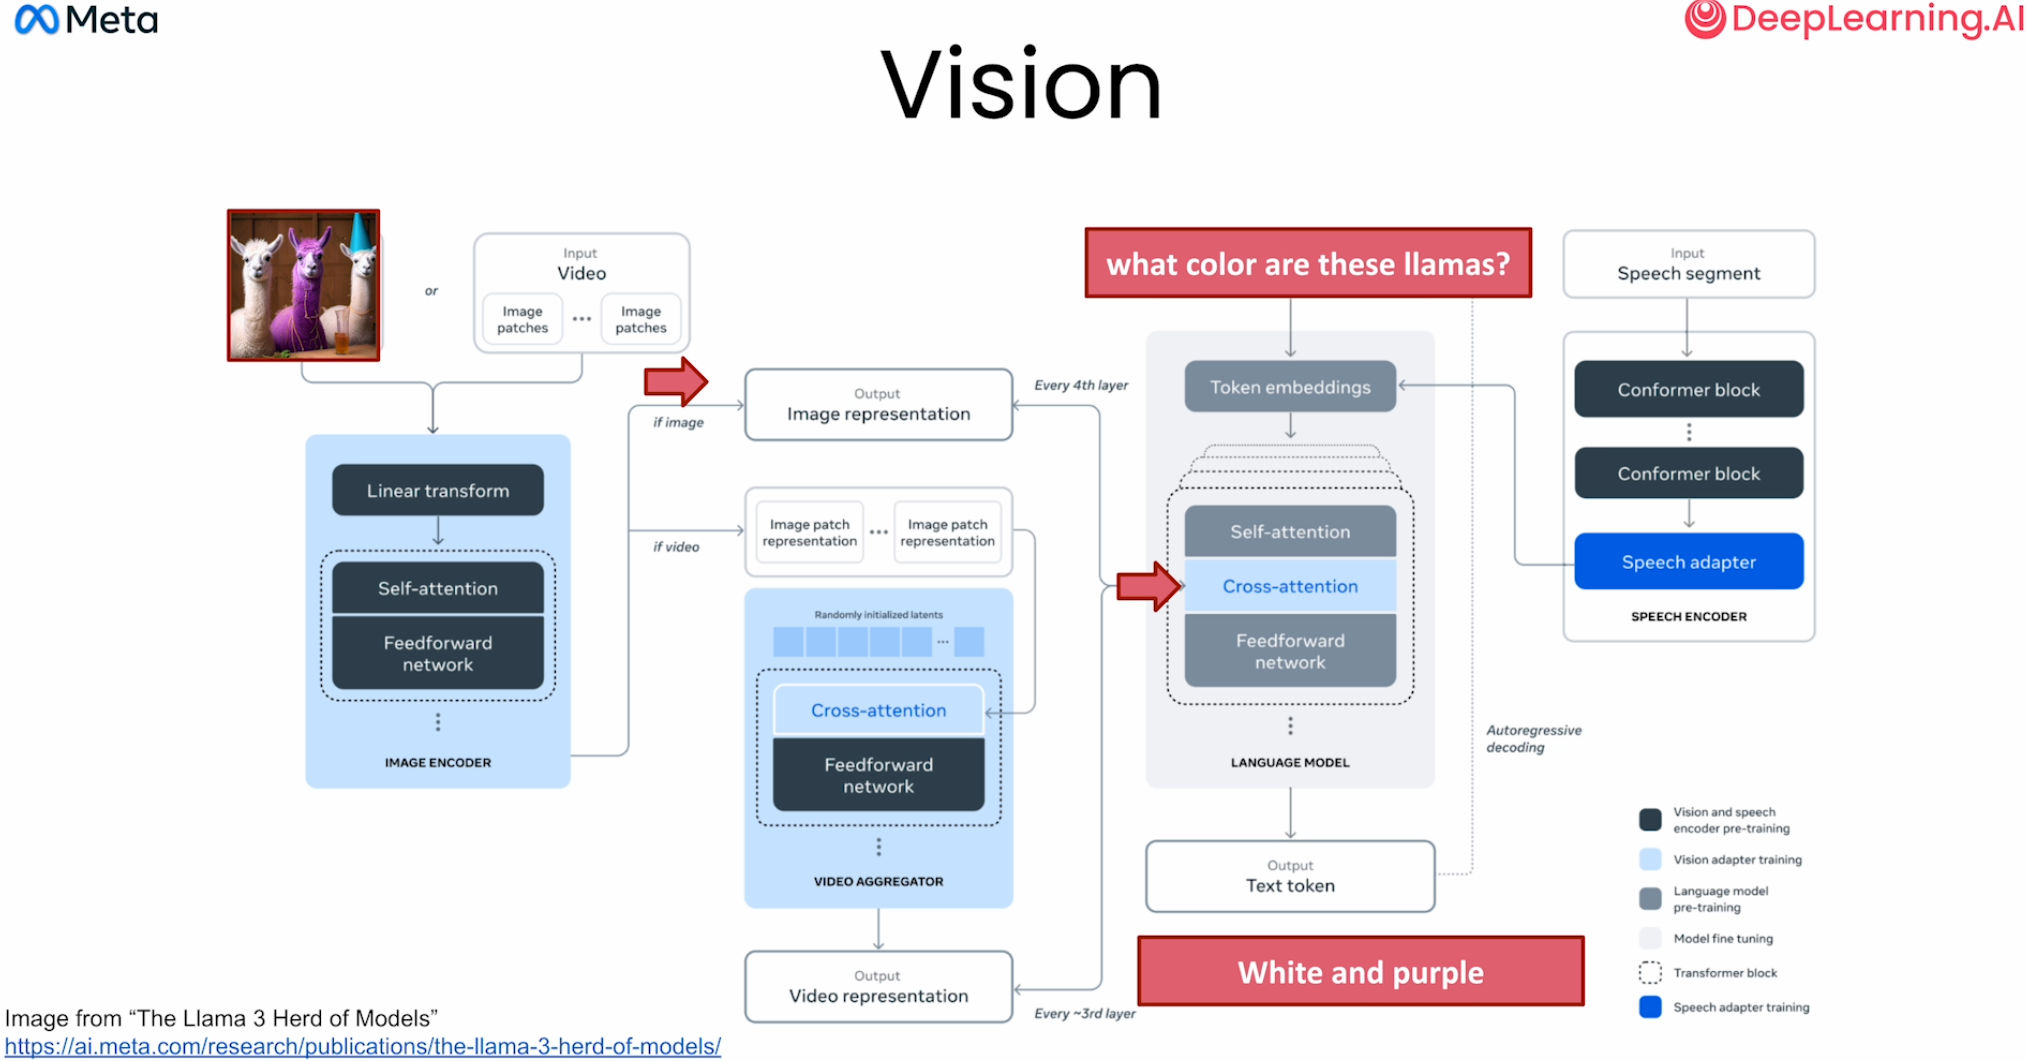 Meta
DeepLearning.AI
Vision
or
Input
Video
Image
patches
...
Image
patches
what color are these llamas?
Input
Speech segment
if image
Output
Image representation
Every 4th layer
Token embeddings
Conformer block
Conformer block
Speech adapter
SPEECH ENCODER
Linear transform
Self-attention
Feedforward
network
IMAGE ENCODER
if video
Image patch
representation
...
Image patch
representation
Randomly initialized latents
...
Cross-attention
Feedforward
network
VIDEO AGGREGATOR
Output
Video representation
Every ~3rd layer
Self-attention
Cross-attention
Feedforward
network
LANGUAGE MODEL
Autoregressive
decoding
Output
Text token
White and purple
Vision and speech
encoder pre-training
Vision adapter training
Language model
pre-training
Model fine tuning
Transformer block
Speech adapter training
Image from “The Llama 3 Herd of Models”
https://ai.meta.com/research/publications/the-llama-3-herd-of-models/